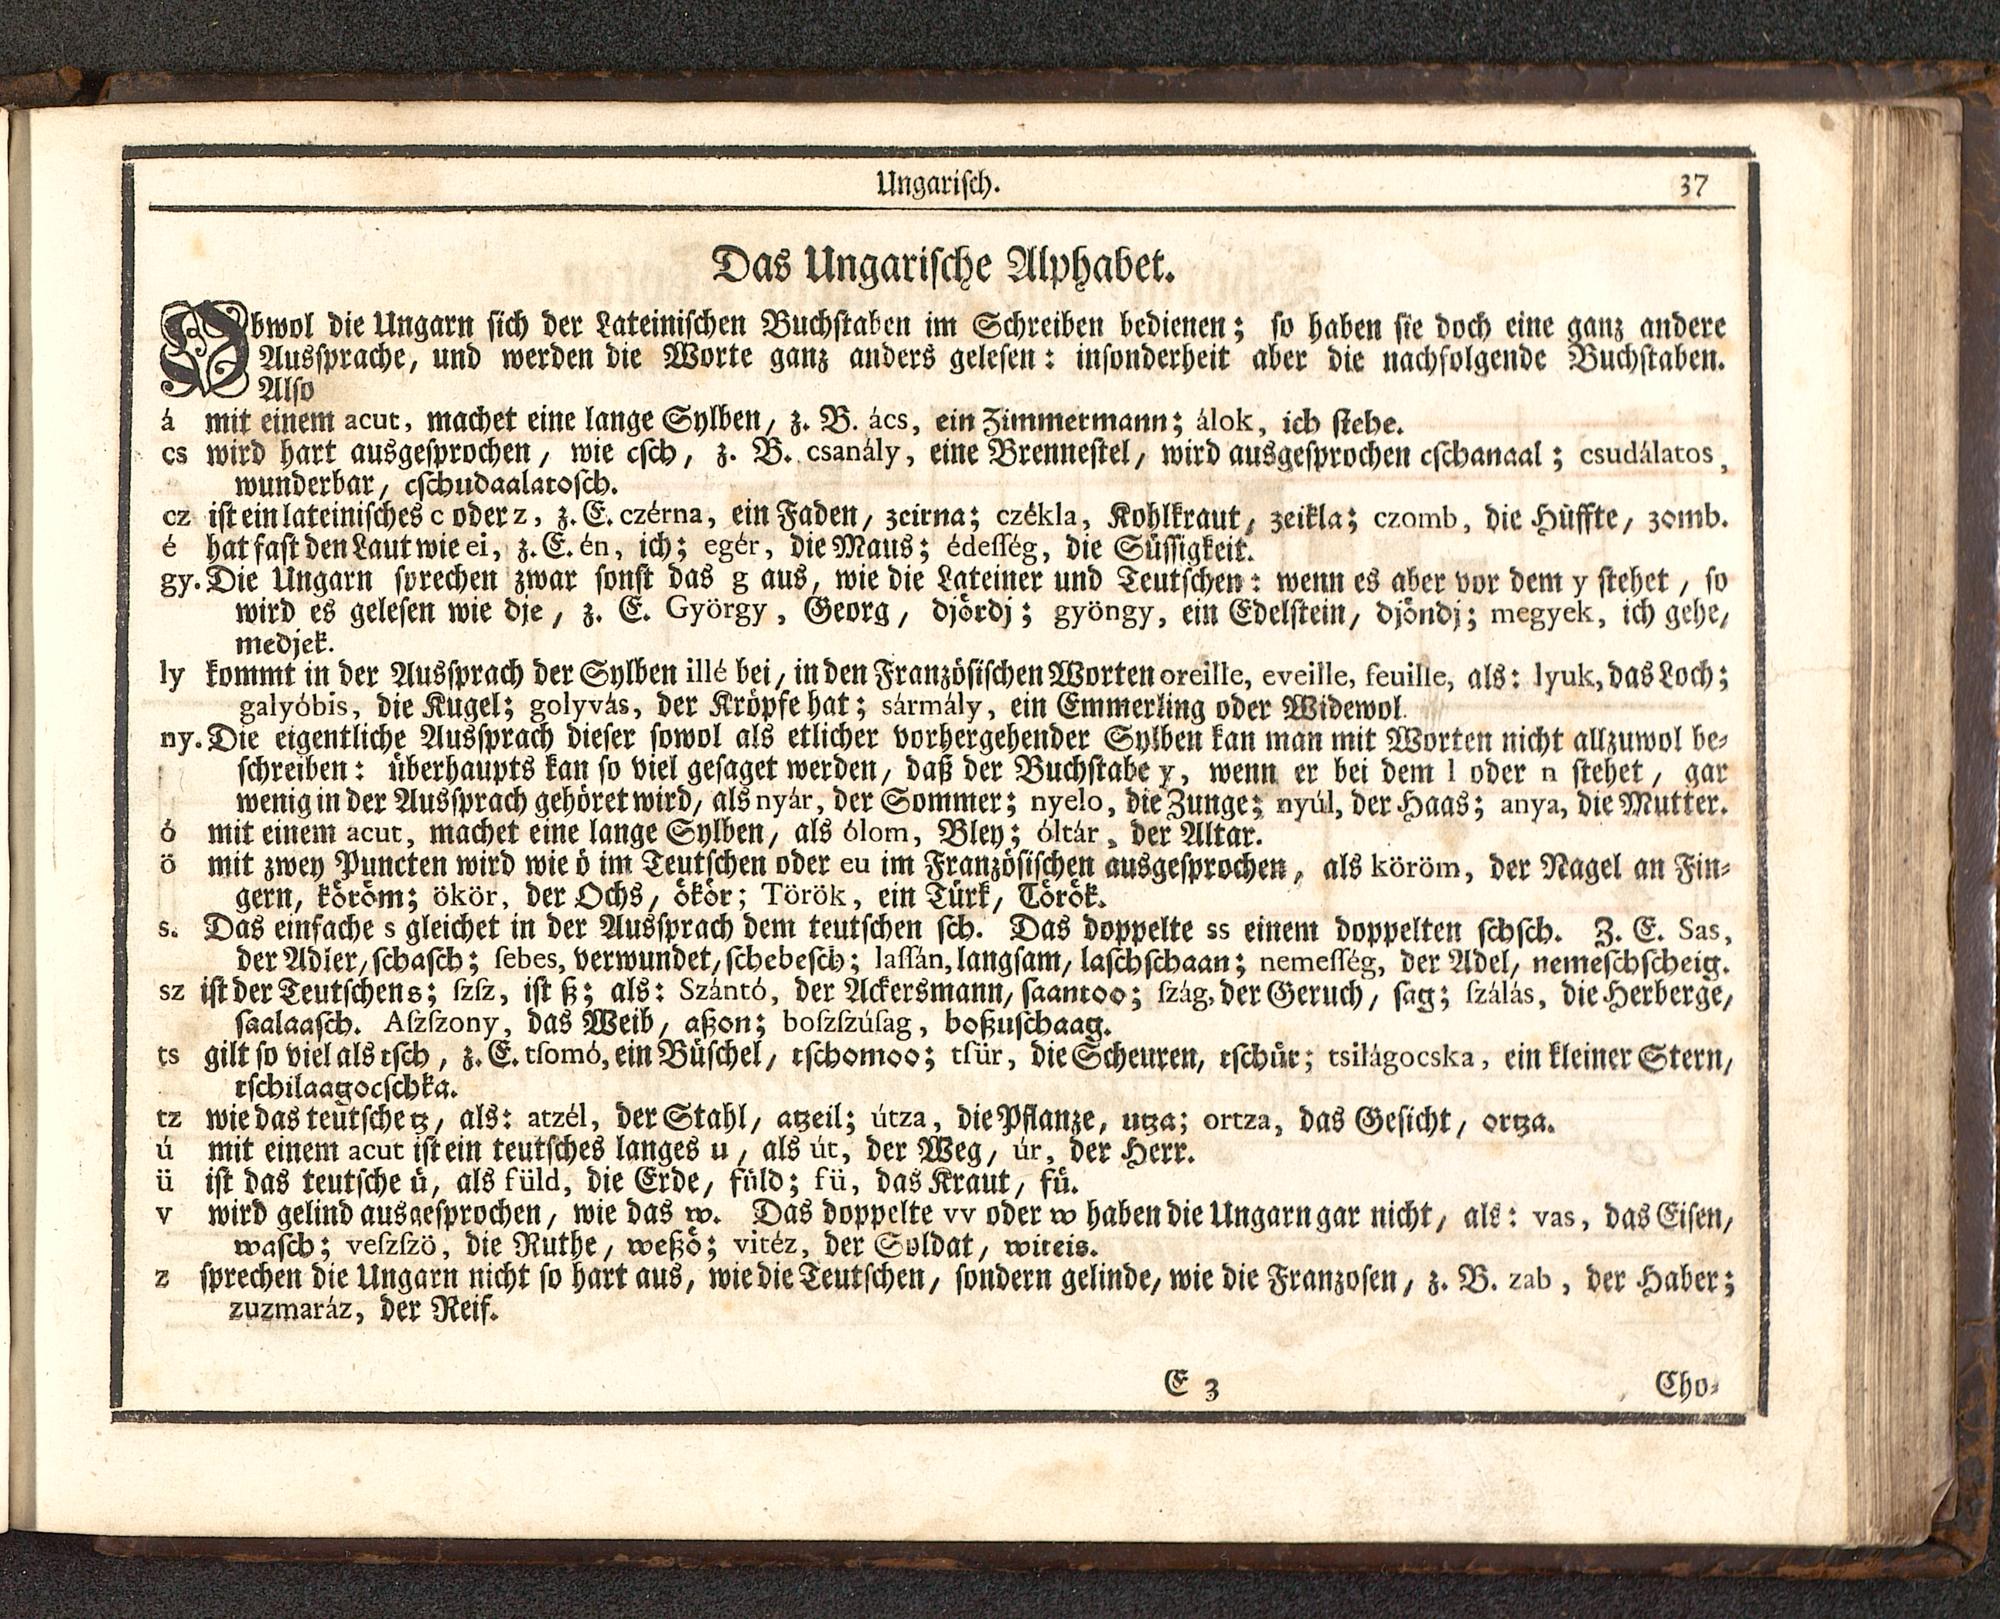 Ungarisch. 37
Das Ungarische Alphabet.
Obwol die Ungarn sich der Lateinischen Buchstaben im Schreiben bedienen; so haben sie doch eine ganz andere
Aussprache, und werden die Worte ganz anders gelesen: insonderheit aber die nachfolgende Buchstaben.
Also
á mit einem acut, machet eine lange Sylben, z. B. ács, ein Zimmermann; álok, ich stehe.
cs wird hart ausgesprochen, wie csch, z. B. csanály, eine Brennestel, wird ausgesprochen cschanaal; csudálatos,
wunderbar, cschudaalatosch.
cz ist ein lateinisches c oder z, z. E. czérna, ein Faden, zeirna; czékla, Kohlkraut, zeikla; czomb, die Hüffte, zomb.
é hat fast den Laut wie ei, z. E. én, ich; egér, die Maus; édesſég, die Süssigkeit.
gy. Die Ungarn sprechen zwar sonst das g aus, wie die Lateiner und Teutschen: wenn es aber vor dem y stehet, so
wird es gelesen wie dje, z. E. György, Georg, djördj; gyöngy, ein Edelstein, djöndj; megyek, ich gehe,
medjek.
ly kommt in der Aussprach der Sylben illé bei, in den Französischen Worten oreille, eveille, feuille, als: lyuk, das Loch;
galyóbis, die Kugel; golyvás, der Kröpfe hat; sármály, ein Emmerling oder Widewol.
ny. Die eigentliche Aussprach dieser sowol als etlicher vorhergehender Sylben kan man mit Worten nicht allzuwol be-
schreiben: überhaupts kan so viel gesaget werden, daß der Buchstabe y, wenn er bei dem l oder n stehet, gar
wenig in der Aussprach gehöret wird, als nyár, der Sommer; nyelo, die Zunge; nyúl, der Haas; anya, die Mutter.
ó mit einem acut, machet eine lange Sylben, als ólom, Bley; óltár, der Altar.
ö mit zwey Puncten wird wie ö im Teutschen oder eu im Französischen ausgesprochen, als köröm, der Nagel an Fin-
gern, köröm; ökör, der Ochs, ökör; Török, ein Türk, Török.
s. Das einfache s gleichet in der Aussprach dem teutschen sch. Das doppelte ss einem doppelten schsch. Z. E. Sas,
der Adler, schasch; sebes, verwundet, schebesch; lasſán, langsam, laschschaan; nemesſég, der Adel, nemeschscheig.
sz ist der Teutschen s; ſzſz, ist ß; als: Szántó, der Ackersmann, saantoo; ſzág, der Geruch, sag; ſzálás, die Herberge,
saalaasch. Aſzſzony, das Weib, aßon; boſzſzúſag, boßuschaag.
ts gilt so viel als tsch, z. E. tſomó, ein Büschel, tschomoo; tſür, die Scheuren, tschür; tsilágocska, ein kleiner Stern,
tschilaagocschka.
tz wie das teutsche tz, als: atzél, der Stahl, atzeil; útza, die Pflanze, utza; ortza, das Gesicht, ortza.
ú mit einem acut ist ein teutsches langes u, als út, der Weg, úr, der Herr.
ü ist das teutsche ü, als füld, die Erde, füld; fü, das Kraut, fü.
v wird gelind ausgesprochen, wie das w. Das doppelte vv oder w haben die Ungarn gar nicht, als: vas, das Eisen,
wasch; veſzſzö, die Ruthe, weßö; vitéz, der Soldat, witeis.
z sprechen die Ungarn nicht so hart aus, wie die Teutschen, sondern gelinde, wie die Franzosen, z. B. zab, der Haber;
zuzmaráz, der Reif.
E 3 Cho-